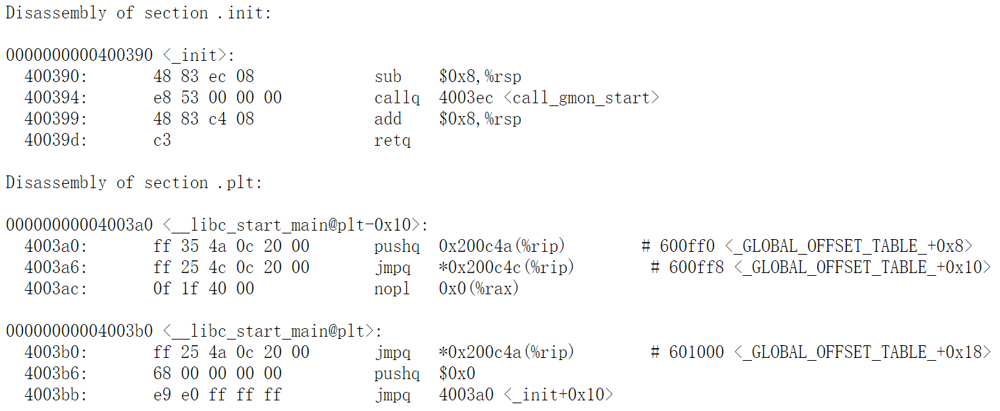 Disassembly of section .init:
0000000000400390 <_init>:
400390: 48 83 ec 08 sub $0x8,%rsp
400394: e8 53 00 00 00 callq 4003ec <call_gmon_start>
400399: 48 83 c4 08 add $0x8,%rsp
40039d: c3 retq
Disassembly of section .plt:
00000000004003a0 <__libc_start_main@plt-0x10>:
4003a0: ff 35 4a 0c 20 00 pushq 0x200c4a(%rip) # 600ff0 <_GLOBAL_OFFSET_TABLE_+0x8>
4003a6: ff 25 4c 0c 20 00 jmpq *0x200c4c(%rip) # 600ff8 <_GLOBAL_OFFSET_TABLE_+0x10>
4003ac: 0f 1f 40 00 nopl 0x0(%rax)
00000000004003b0 <__libc_start_main@plt>:
4003b0: ff 25 4a 0c 20 00 jmpq *0x200c4a(%rip) # 601000 <_GLOBAL_OFFSET_TABLE_+0x18>
4003b6: 68 00 00 00 00 pushq $0x0
4003bb: e9 e0 ff ff ff jmpq 4003a0 <_init+0x10>